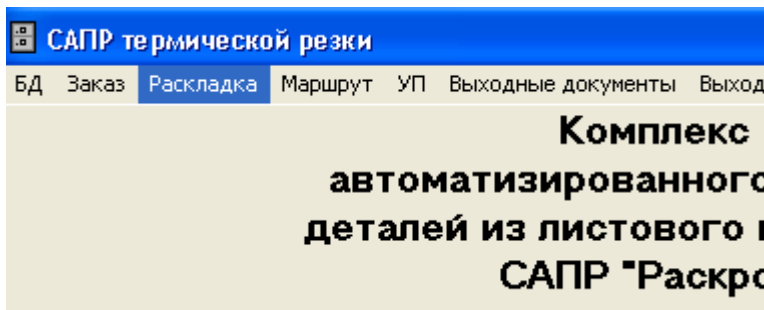 САПР термической резки
БД Заказ Раскладка Маршрут УП Выходные документы Выход
Комплекс
автоматизированного
деталей из листового
САПР "Раскро